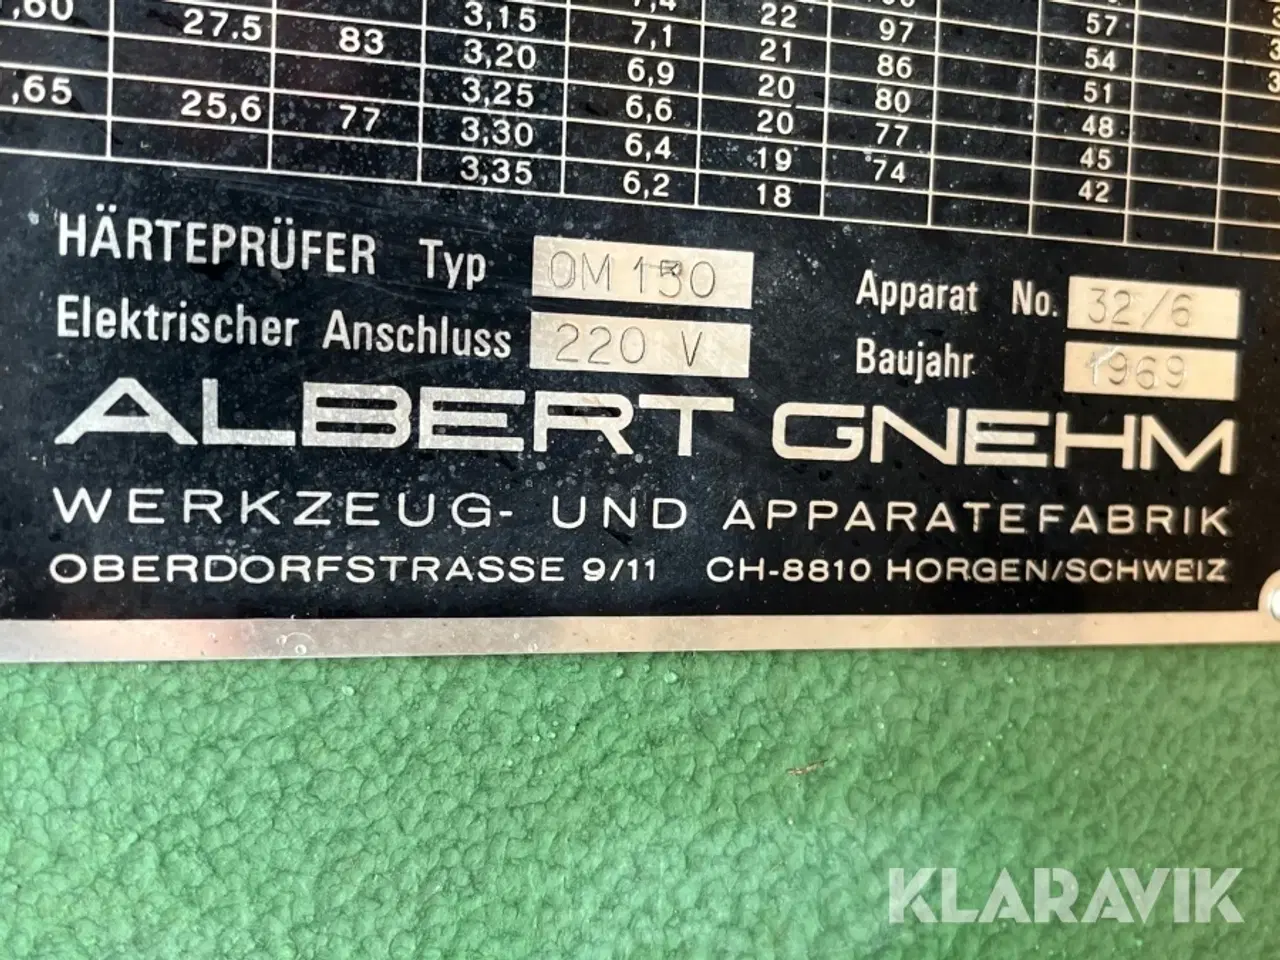 ,60 27.5 83 3,15 7,1 22 97 57
3,20 6,9 21 86 54
,65 25,6 77 3,25 6,6 20 80 51
3,30 6,4 20 77 48
3,35 6,2 19 74 45
18 42
HÄRTEPRÜFER Typ OM 150 Apparat No. 32/6
Elektrischer Anschluss 220 V Baujahr 1969
ALBERT GNEHM
WERKZEUG- UND APPARATEFABRIK
OBERDORFSTRASSE 9/11 CH-8810 HORGEN/SCHWEIZ
KLARAVIK